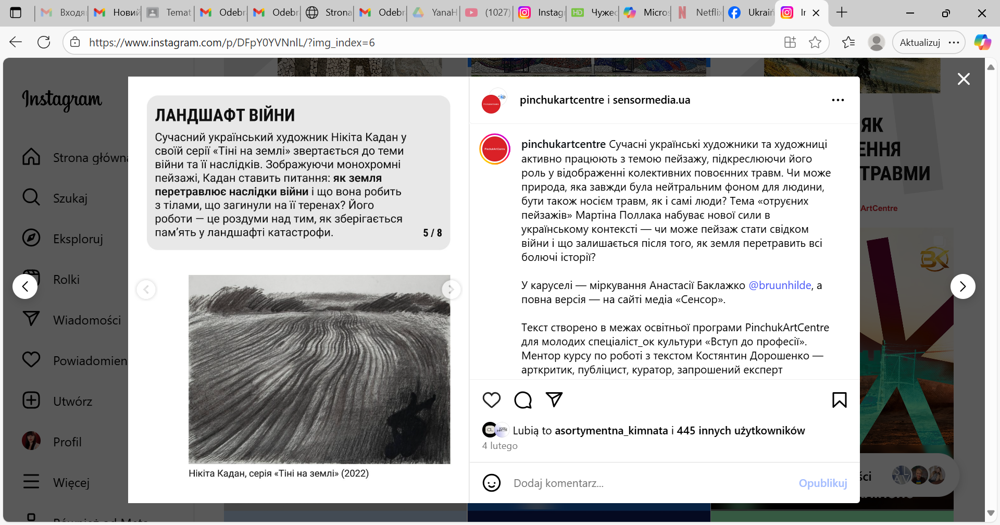 Входя
Новий
Temat
Odebr
Odebr
Strona
Odebr
YanaH
(1027)
Instag
HD
Чужес
Micros
Netflix
Ukraiń
In
https://www.instagram.com/p/DFpY0YVNnlL/?img_index=6
Aktualizuj
Instagram
Strona główna
Szukaj
Eksploruj
Rolki
Wiadomości
Powiadomien
Utwórz
Profil
Więcej
Również od Meta
ЛАНДШАФТ ВІЙНИ
Сучасний український художник Нікіта Кадан у
своїй серії «Тіні на землі» звертається до теми
війни та її наслідків. Зображуючи монохромні
пейзажі, Кадан ставить питання: як земля
перетравлює наслідки війни і що вона робить
з тілами, що загинули на її теренах? Його
роботи — це роздуми над тим, як зберігається
пам’ять у ландшафті катастрофи.
5 / 8
Нікіта Кадан, серія «Тіні на землі» (2022)
pinchukartcentre i sensormedia.ua
PinchukArtCentre
pinchukartcentre Сучасні українські художники та художниці
активно працюють з темою пейзажу, підкреслюючи його
роль у відображенні колективних повоєнних травм. Чи може
природа, яка завжди була нейтральним фоном для людини,
бути також носієм травм, як і самі люди? Тема «отруєних
пейзажів» Мартіна Поллака набуває нової сили в
українському контексті — чи може пейзаж стати свідком
війни і що залишається після того, як земля перетравить всі
болючі історії?
У каруселі — міркування Анастасії Баклажко @bruunhilde, а
повна версія — на сайті медіа «Сенсор».
Текст створено в межах освітньої програми PinchukArtCentre
для молодих спеціаліст_ок культури «Вступ до професії».
Ментор курсу по роботі з текстом Костянтин Дорошенко —
арткритик, публіцист, куратор, запрошений експерт
Lubią to asortymentna_kimnata i 445 innych użytkowników
4 lutego
Dodaj komentarz...
Opublikuj
ЯК
ЕННЯ
ТРАВМИ
ArtCentre
ści